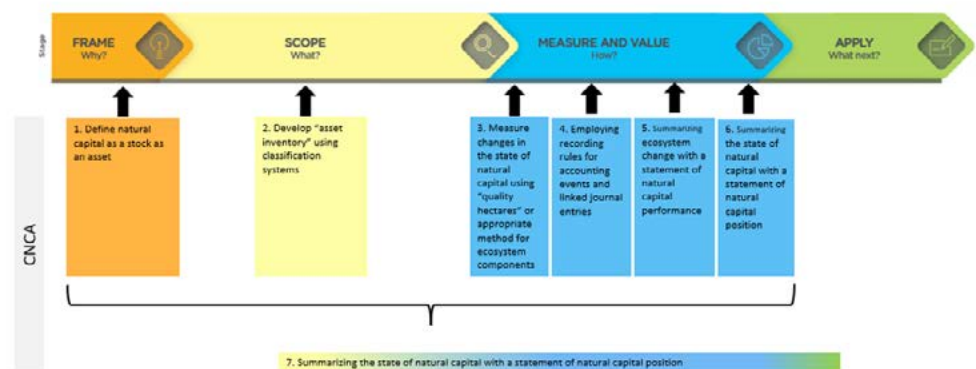 Stage
FRAME
Why?
SCOPE
What?
MEASURE AND VALUE
How?
APPLY
What next?
CNCA
1. Define natural
capital as a stock as
an asset
2. Develop "asset
inventory" using
classification
systems
3. Measure
changes in
the state of
natural
capital using
"quality
hectares" or
appropriate
method for
ecosystem
components
4. Employing
recording
rules for
accounting
events and
linked journal
entries
5. Summarizing
ecosystem
change with a
statement of
natural
capital
performance
6. Summarizing
the state of
natural
capital with a
statement of
natural
capital
position
7. Summarizing the state of natural capital with a statement of natural capital position